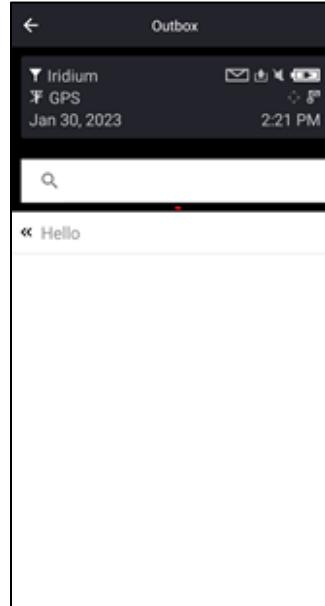 Outbox
Iridium
GPS
Jan 30, 2023 2:21 PM
Hello